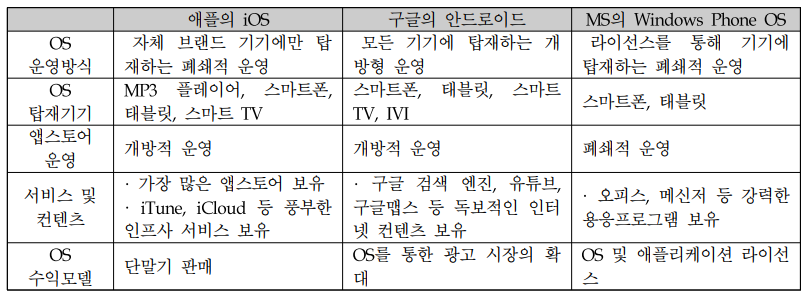 애플의 iOS
구글의 안드로이드
MS의 Windows Phone OS
OS
운영방식
자체 브랜드 기기에만 탑
재하는 폐쇄적 운영
모든 기기에 탑재하는 개
방형 운영
라이선스를 통해 기기에
탑재하는 폐쇄적 운영
OS
탑재기기
MP3 플레이어, 스마트폰,
태블릿, 스마트 TV
스마트폰, 태블릿, 스마트
TV, IVI
스마트폰, 태블릿
앱스토어
운영
개방적 운영
개방적 운영
폐쇄적 운영
서비스 및
컨텐츠
· 가장 많은 앱스토어 보유
· iTune, iCloud 등 풍부한
인프사 서비스 보유
· 구글 검색 엔진, 유튜브,
구글맵스 등 독보적인 인터
넷 컨텐츠 보유
· 오피스, 메신저 등 강력한
응용프로그램 보유
OS
수익모델
단말기 판매
OS를 통한 광고 시장의 확
대
OS 및 애플리케이션 라이선
스